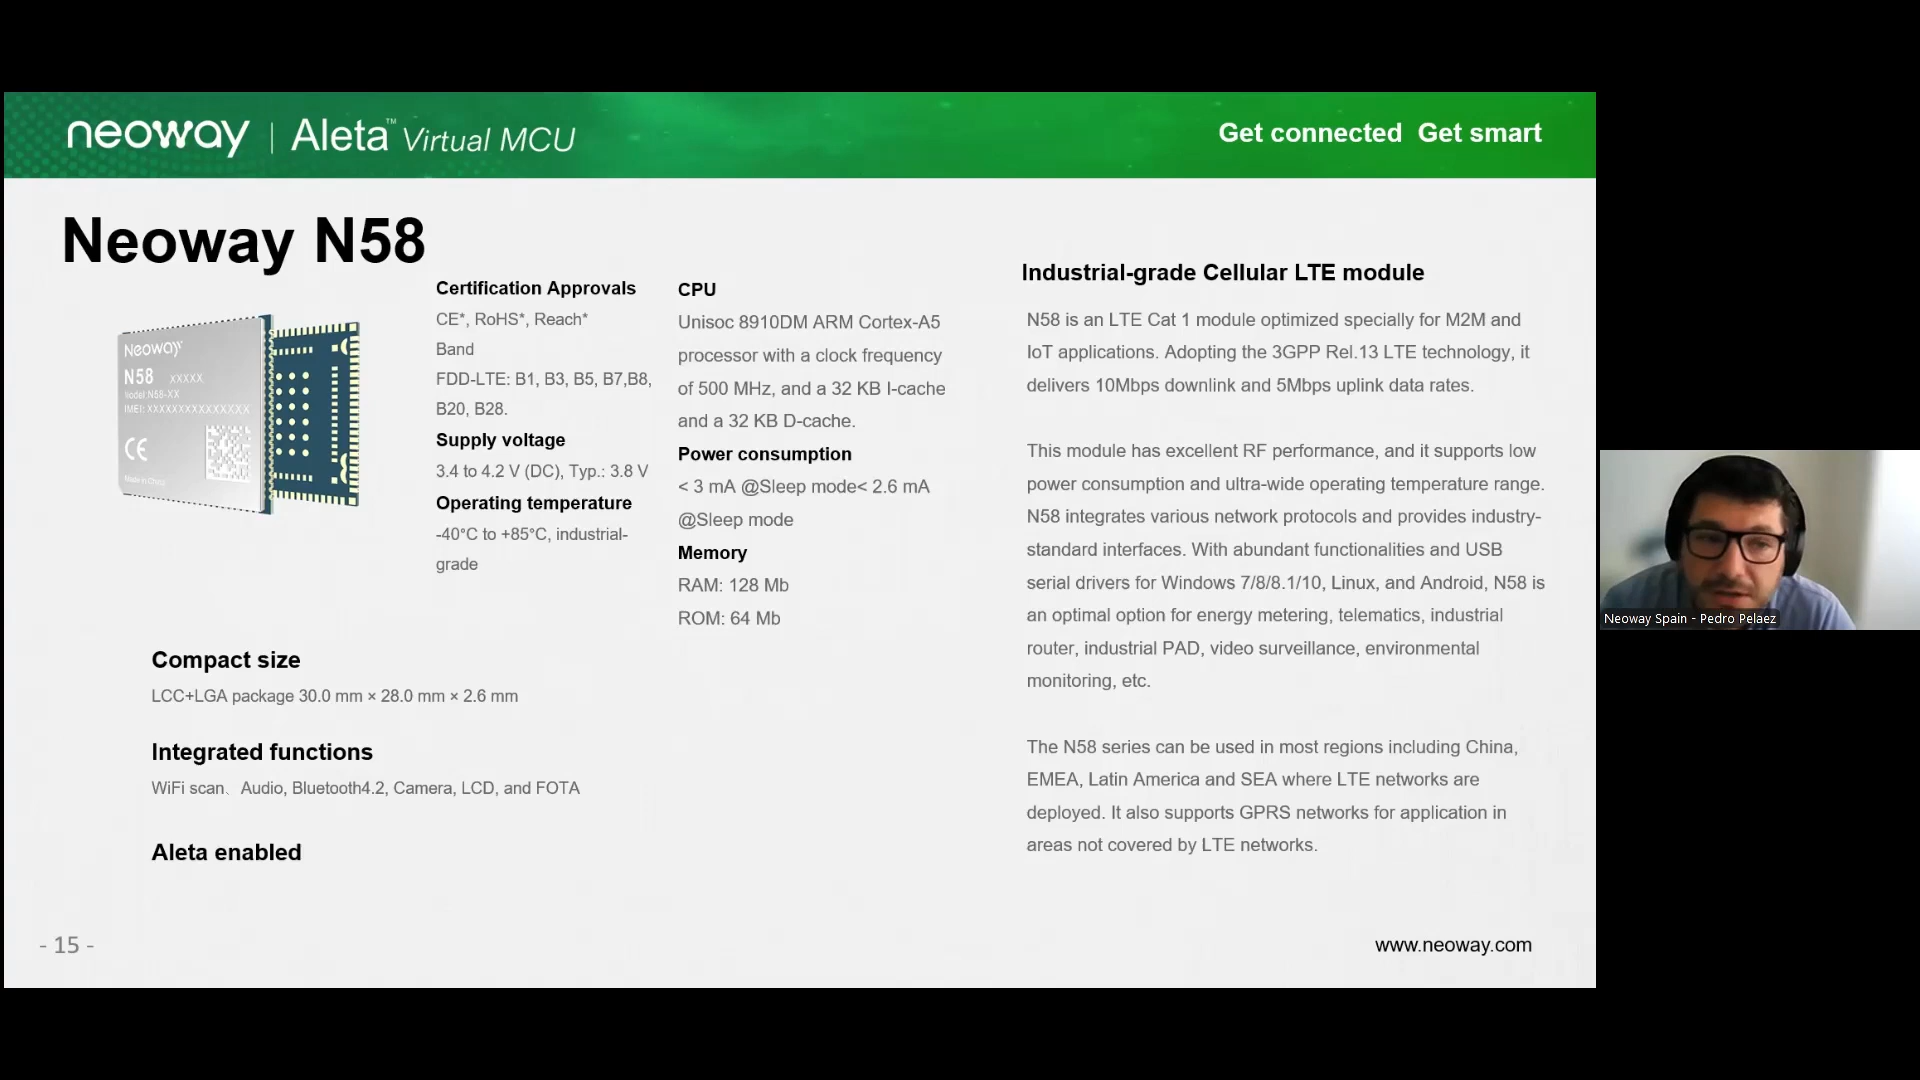 neoway | Aleta™ Virtual MCU
Get connected Get smart
Neoway N58
Neoway
N58 XXXXX
Model:N58-XX
IMEI: XXXXXXXXXXXXXXX
CE
Made in China
Certification Approvals
CE*, RoHS*, Reach*
Band
FDD-LTE: B1, B3, B5, B7,B8,
B20, B28.
Supply voltage
3.4 to 4.2 V (DC), Typ.: 3.8 V
Operating temperature
-40°C to +85°C, industrial-
grade
CPU
Unisoc 8910DM ARM Cortex-A5
processor with a clock frequency
of 500 MHz, and a 32 KB I-cache
and a 32 KB D-cache.
Power consumption
< 3 mA @Sleep mode< 2.6 mA
@Sleep mode
Memory
RAM: 128 Mb
ROM: 64 Mb
Compact size
LCC+LGA package 30.0 mm × 28.0 mm × 2.6 mm
Integrated functions
WiFi scan、Audio, Bluetooth4.2, Camera, LCD, and FOTA
Aleta enabled
Industrial-grade Cellular LTE module
N58 is an LTE Cat 1 module optimized specially for M2M and
IoT applications. Adopting the 3GPP Rel.13 LTE technology, it
delivers 10Mbps downlink and 5Mbps uplink data rates.
This module has excellent RF performance, and it supports low
power consumption and ultra-wide operating temperature range.
N58 integrates various network protocols and provides industry-
standard interfaces. With abundant functionalities and USB
serial drivers for Windows 7/8/8.1/10, Linux, and Android, N58 is
an optimal option for energy metering, telematics, industrial
router, industrial PAD, video surveillance, environmental
monitoring, etc.
The N58 series can be used in most regions including China,
EMEA, Latin America and SEA where LTE networks are
deployed. It also supports GPRS networks for application in
areas not covered by LTE networks.
- 15 -
www.neoway.com
Neoway Spain - Pedro Pelaez